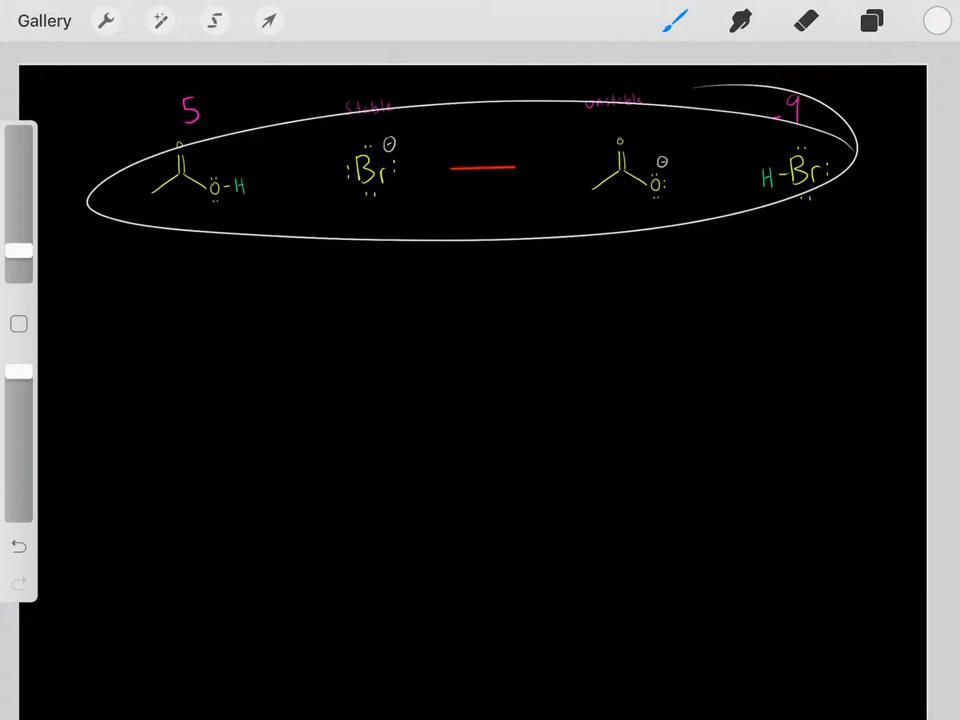 Gallery
5 stable unstable -9
O O
O-H Br ⊖ O ⊖ H-Br